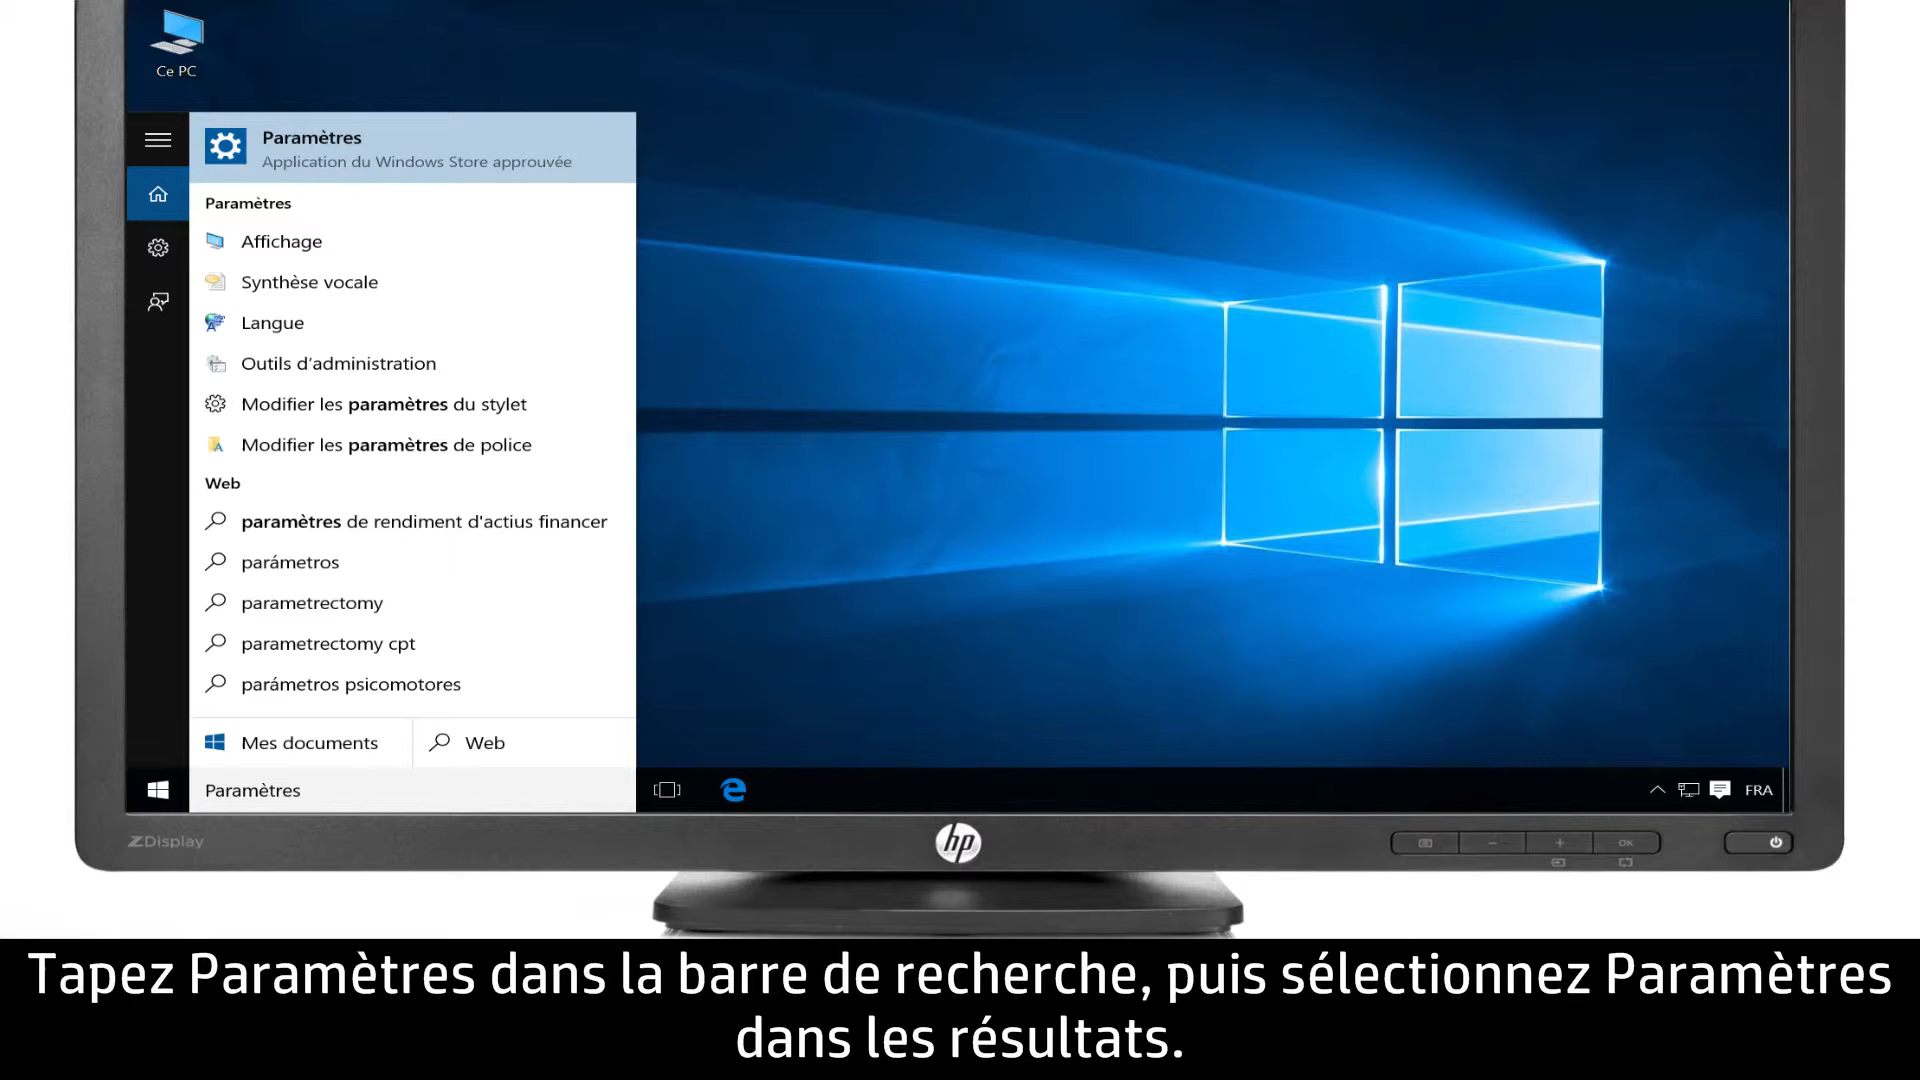 Ce PC
Paramètres
Application du Windows Store approuvée
Paramètres
Affichage
Synthèse vocale
Langue
Outils d’administration
Modifier les paramètres du stylet
Modifier les paramètres de police
Web
paramètres de rendiment d'actius financer
parámetros
parametrectomy
parametrectomy cpt
parámetros psicomotores
Mes documents
Web
Paramètres
FRA
ZDisplay
hp
OK
Tapez Paramètres dans la barre de recherche, puis sélectionnez Paramètres
dans les résultats.